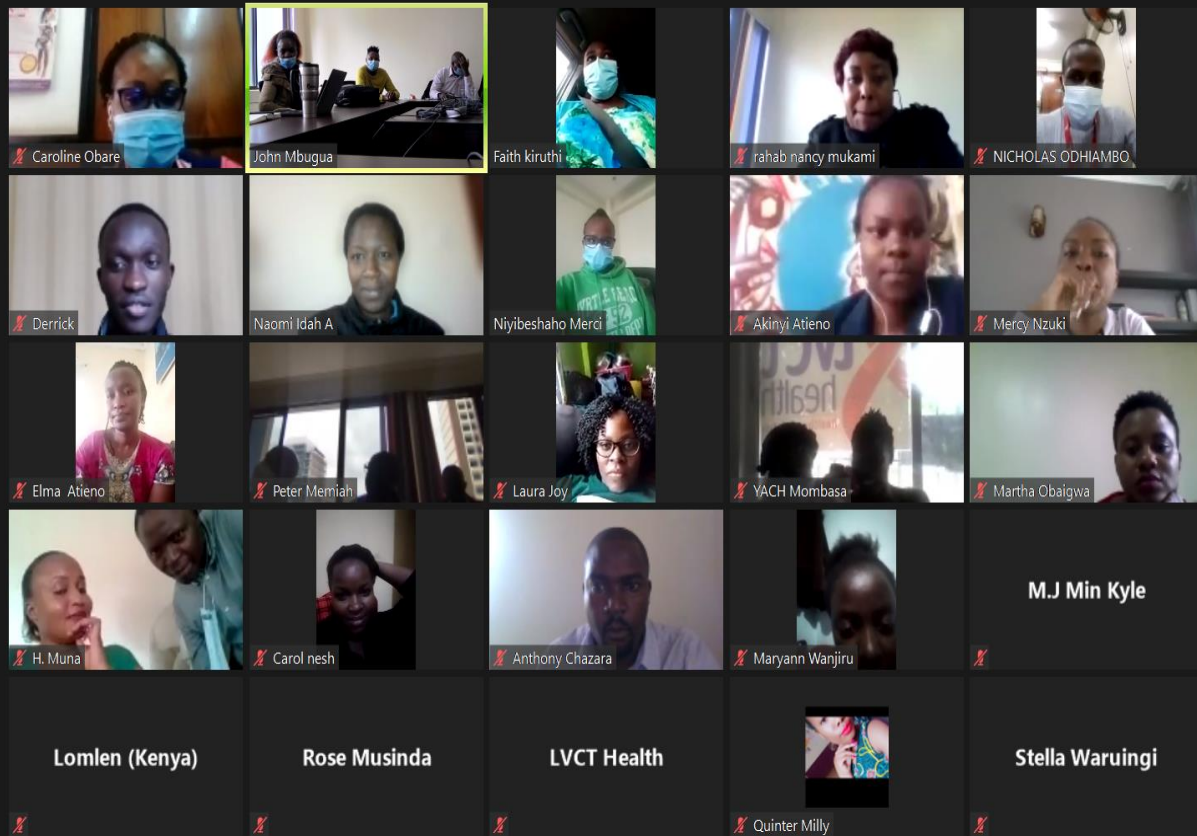 Caroline Obare
John Mbugua
Faith kiruthi
rahab nancy mukami
NICHOLAS ODHIAMBO
Derrick
Naomi Idah A
Niyibeshaho Merci
Akinyi Atieno
Mercy Nzuki
Elma Atieno
Peter Memiah
Laura Joy
lvct
health
YACH Mombasa
Martha Obaigwa
H. Muna
Carol nesh
Anthony Chazara
Maryann Wanjiru
M.J Min Kyle
Lomlen (Kenya)
Rose Musinda
LVCT Health
Quinter Milly
Stella Waruingi